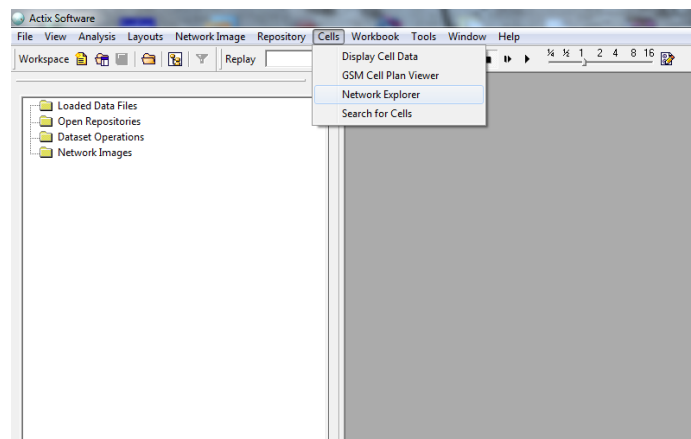 Actix Software
File View Analysis Layouts Network Image Repository Cells Workbook Tools Window Help
Workspace Replay ¼ ½ 1 2 4 8 16
Display Cell Data
GSM Cell Plan Viewer
Network Explorer
Search for Cells
Loaded Data Files
Open Repositories
Dataset Operations
Network Images